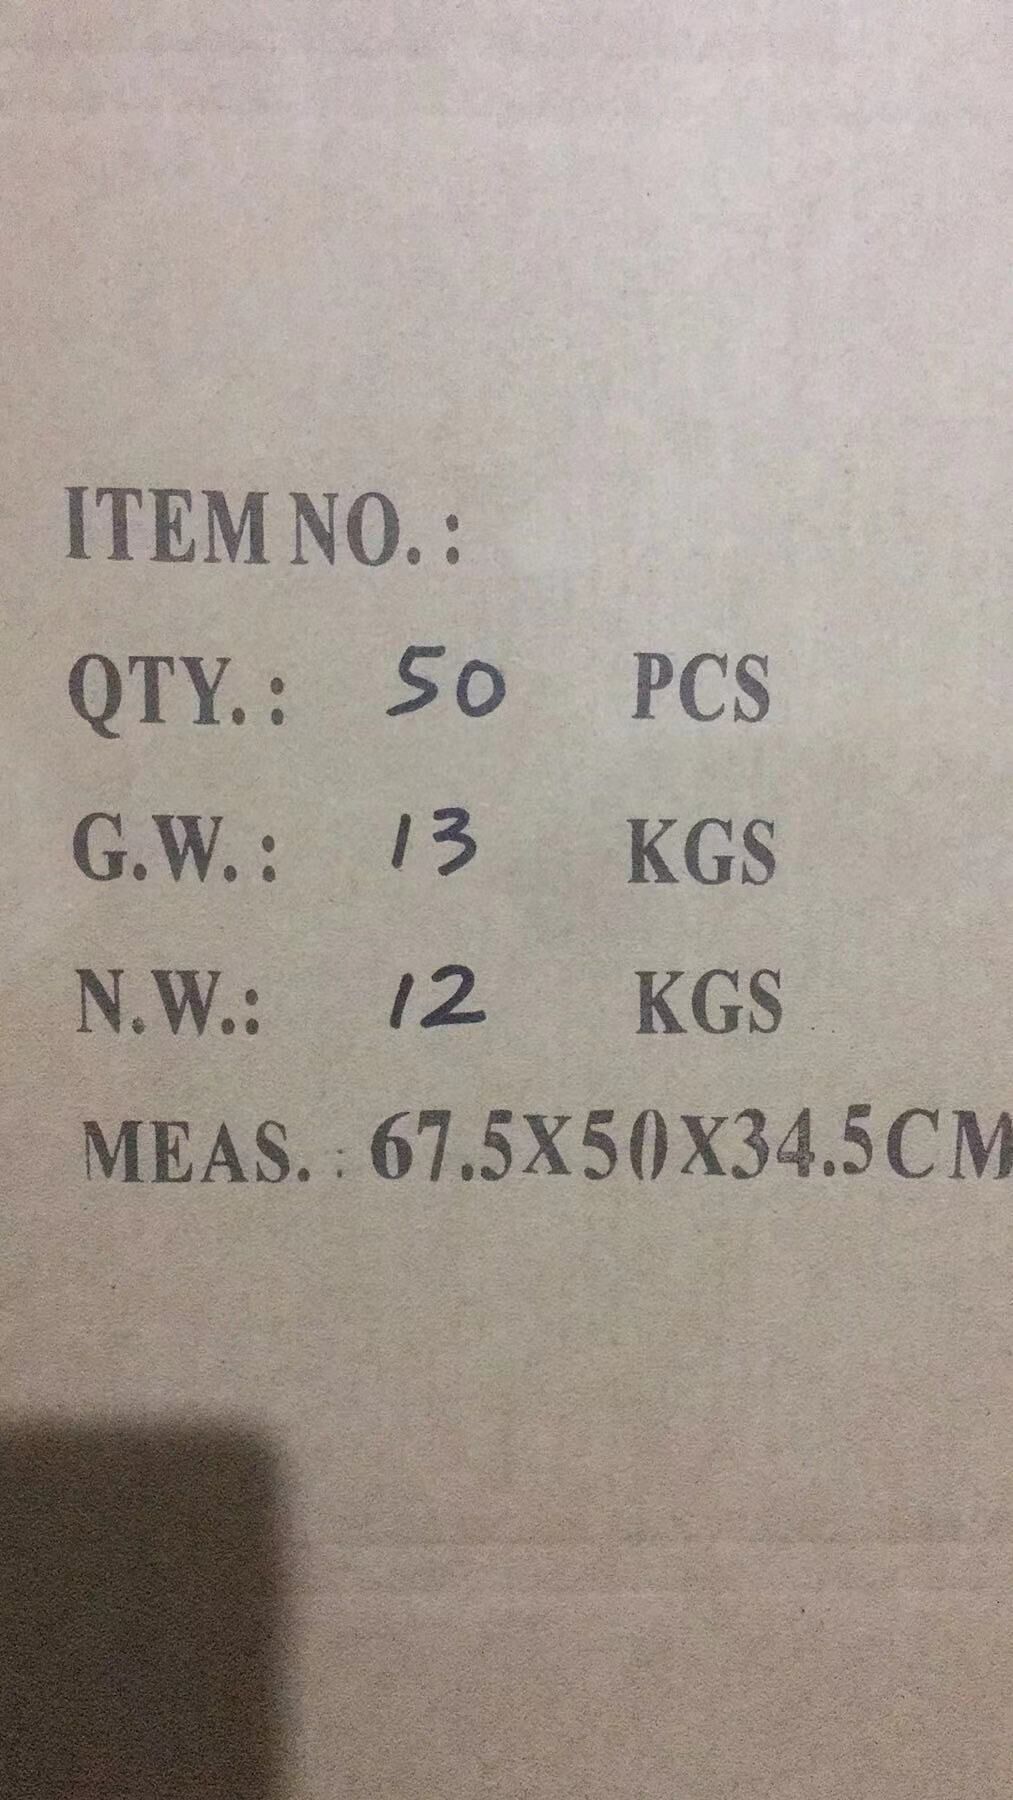 ITEM NO. :
QTY. : 50 PCS
G.W. : 13 KGS
N.W.: 12 KGS
MEAS. : 67.5X50X34.5CM